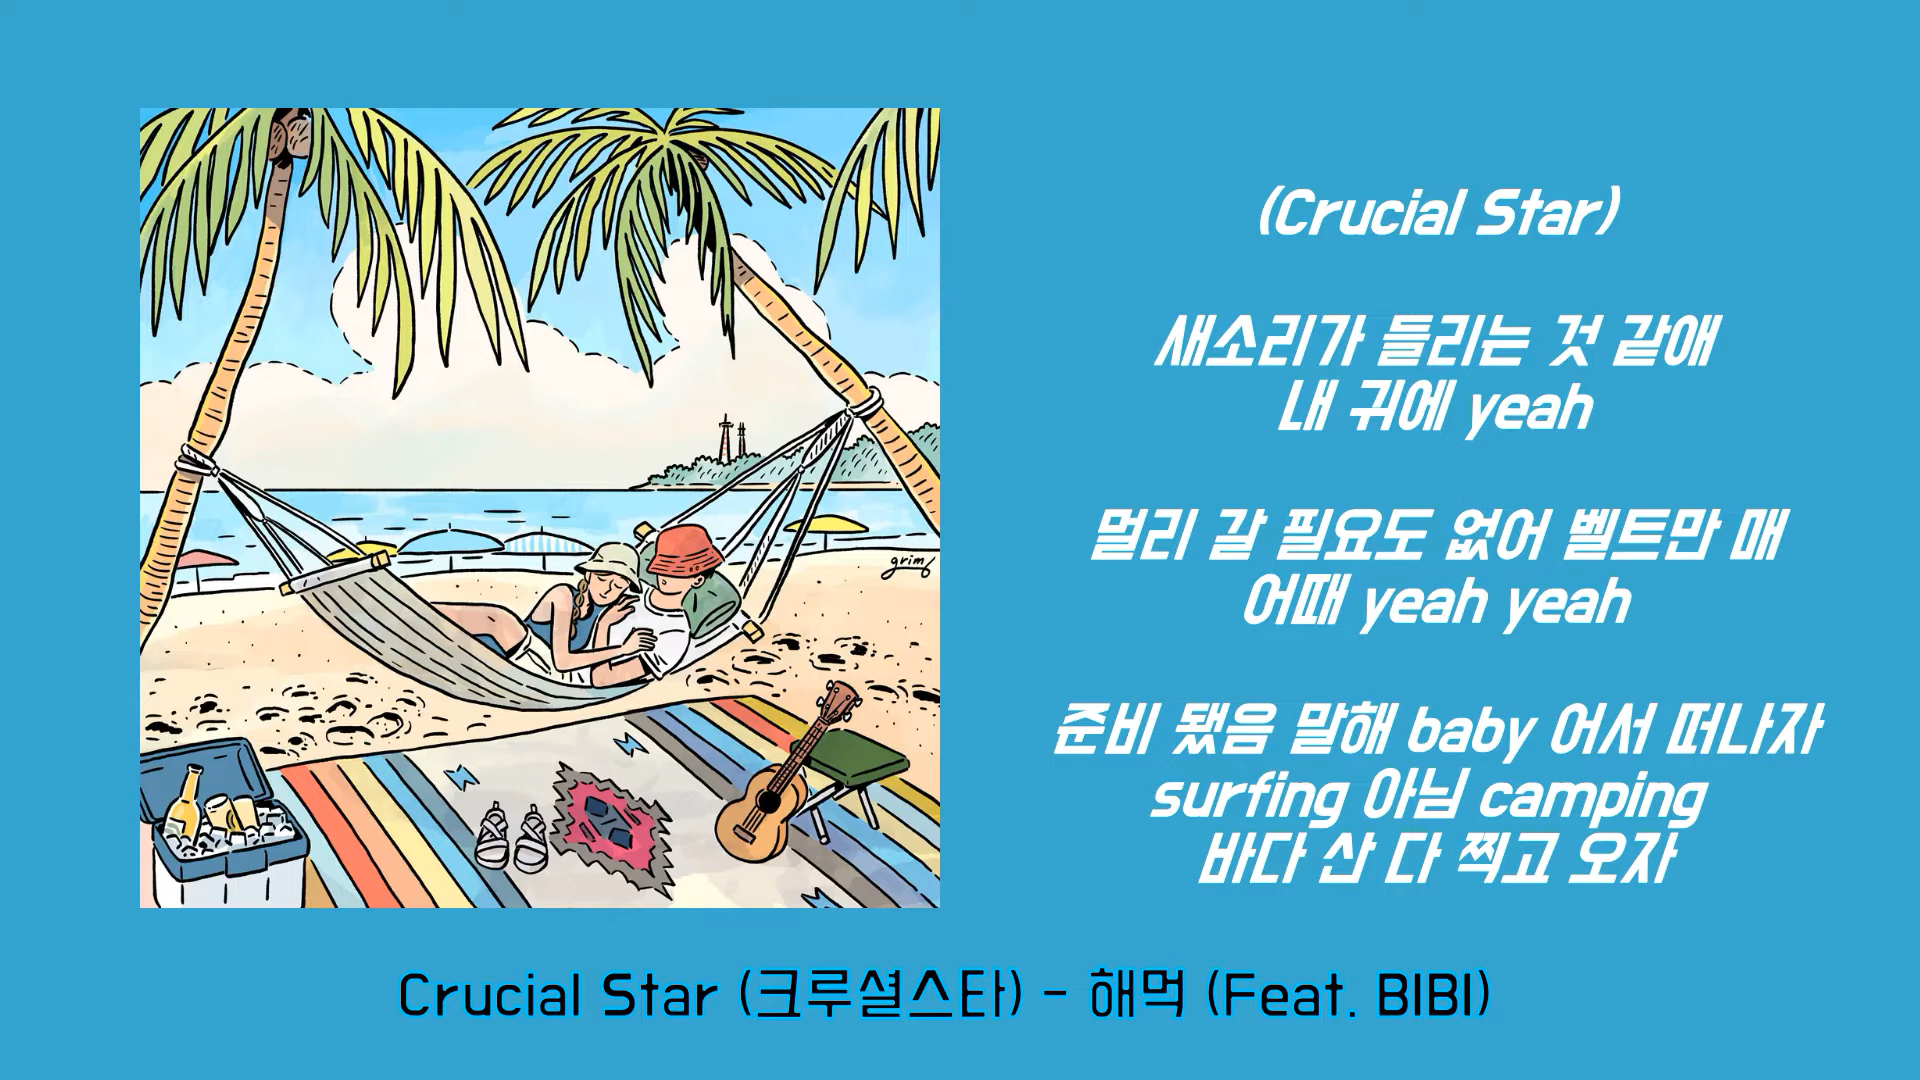 grim
(Crucial Star)
새소리가 들리는 것 같애
내 귀에 yeah
멀리 갈 필요도 없어 벨트만 매
어때 yeah yeah
준비 됐음 말해 baby 어서 떠나자
surfing 아님 camping
바다 산 다 찍고 오자
Crucial Star (크루셜스타) - 해먹 (Feat. BIBI)